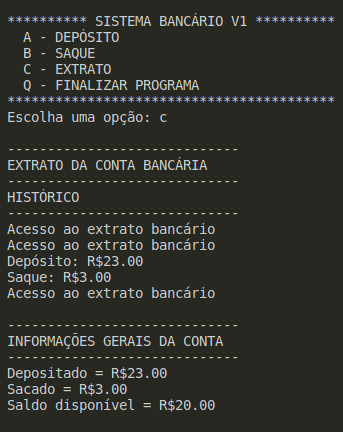 ********** SISTEMA BANCÁRIO V1 **********
A - DEPÓSITO
B - SAQUE
C - EXTRATO
Q - FINALIZAR PROGRAMA
*****************************************
Escolha uma opção: c
-----------------------------
EXTRATO DA CONTA BANCÁRIA
-----------------------------
HISTÓRICO
-----------------------------
Acesso ao extrato bancário
Acesso ao extrato bancário
Depósito: R$23.00
Saque: R$3.00
Acesso ao extrato bancário
-----------------------------
INFORMAÇÕES GERAIS DA CONTA
-----------------------------
Depositado = R$23.00
Sacado = R$3.00
Saldo disponível = R$20.00